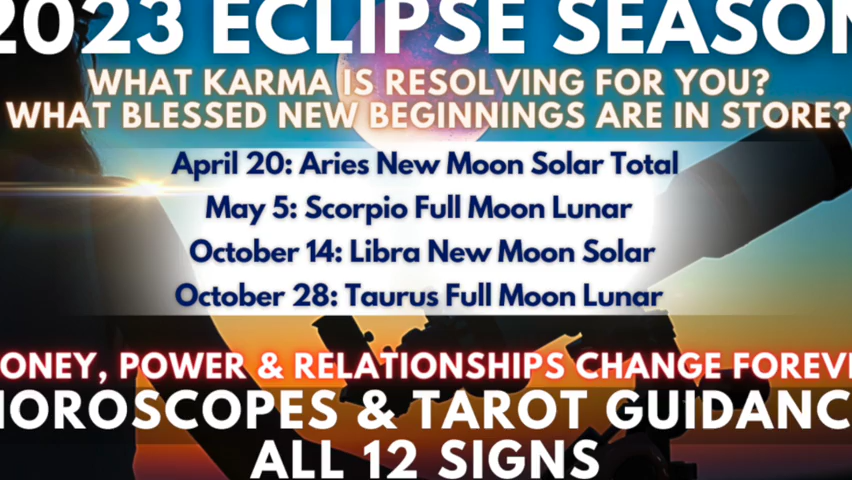 2023 ECLIPSE SEASON
WHAT KARMA IS RESOLVING FOR YOU?
WHAT BLESSED NEW BEGINNINGS ARE IN STORE?
April 20: Aries New Moon Solar Total
May 5: Scorpio Full Moon Lunar
October 14: Libra New Moon Solar
October 28: Taurus Full Moon Lunar
ONEY, POWER & RELATIONSHIPS CHANGE FOREVE
HOROSCOPES & TAROT GUIDANC
ALL 12 SIGNS